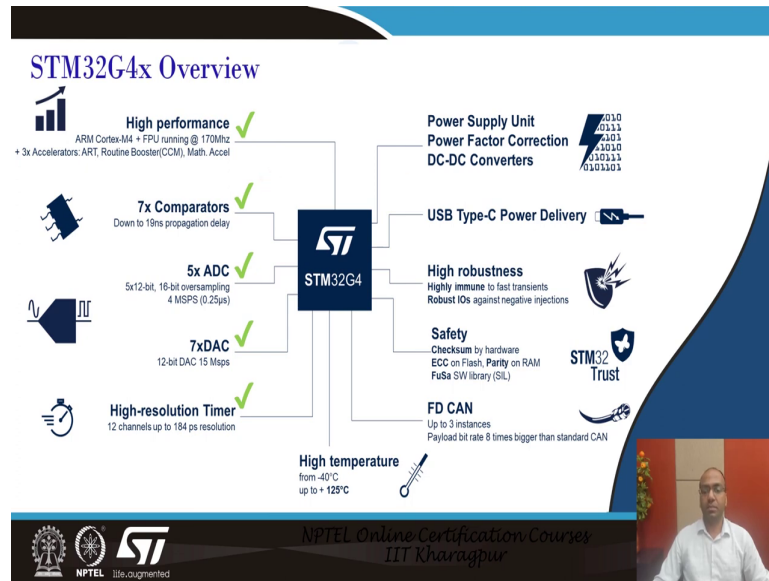 STM32G4x Overview
High performance
ARM Cortex-M4 + FPU running @ 170Mhz
+ 3x Accelerators: ART, Routine Booster(CCM), Math. Accel
7x Comparators
Down to 19ns propagation delay
5x ADC
5x12-bit, 16-bit oversampling
4 MSPS (0.25µs)
7xDAC
12-bit DAC 15 Msps
High-resolution Timer
12 channels up to 184 ps resolution
STM32G4
High temperature
from -40°C
up to + 125°C
Power Supply Unit
Power Factor Correction
DC-DC Converters
1010
0111
101
1010
010111
0101101
USB Type-C Power Delivery
High robustness
Highly immune to fast transients
Robust IOs against negative injections
Safety
Checksum by hardware
ECC on Flash, Parity on RAM
FuSa SW library (SIL)
STM32
Trust
FD CAN
Up to 3 instances
Payload bit rate 8 times bigger than standard CAN
NPTEL
life.augmented
NPTEL Online Certification Courses
IIT Kharagpur